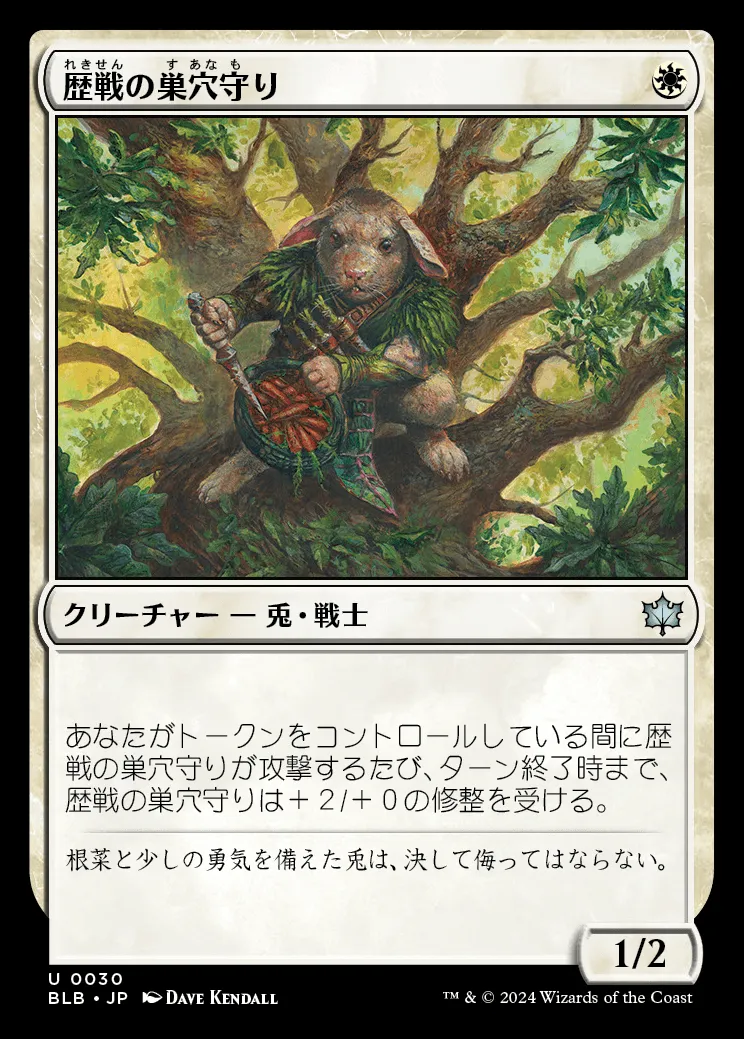 れきせん す あな も
歴戦の巣穴守り
クリーチャー — 兎・戦士
あなたがトークンをコントロールしている間に歴
戦の巣穴守りが攻撃するたび、ターン終了時まで、
歴戦の巣穴守りは＋２/＋０の修整を受ける。
根菜と少しの勇気を備えた兎は、決して侮ってはならない。
1/2
U 0030
BLB • JP DAVE KENDALL
™ & © 2024 Wizards of the Coast